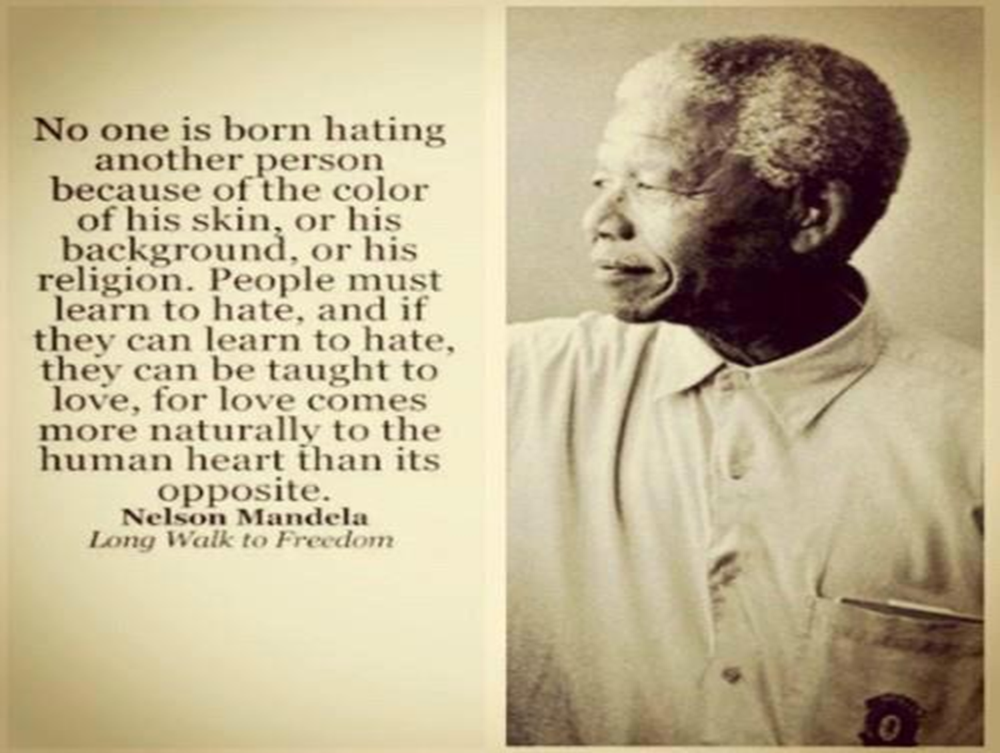 No one is born hating
another person
because of the color
of his skin, or his
background, or his
religion. People must
learn to hate, and if
they can learn to hate,
they can be taught to
love, for love comes
more naturally to the
human heart than its
opposite.
Nelson Mandela
Long Walk to Freedom